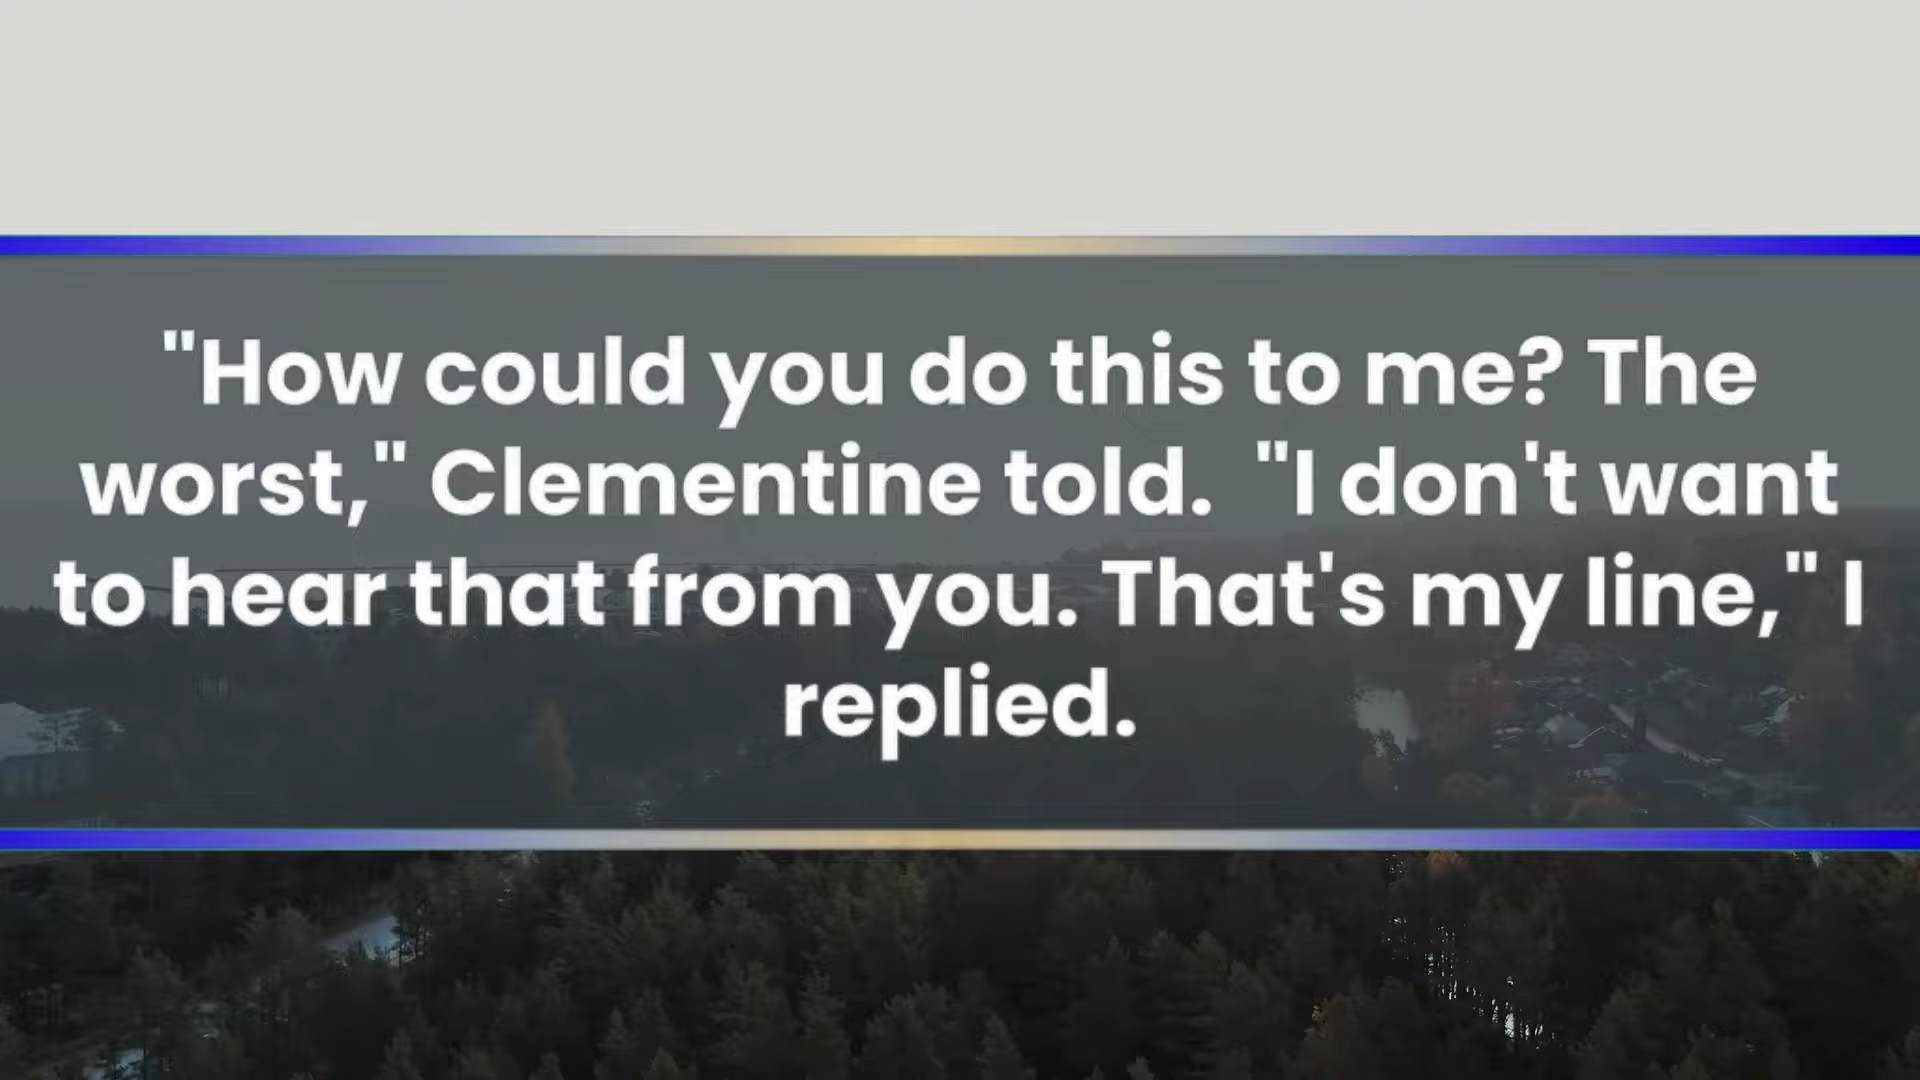 "How could you do this to me? The
worst," Clementine told.  "I don't want
to hear that from you. That's my line," I
replied.